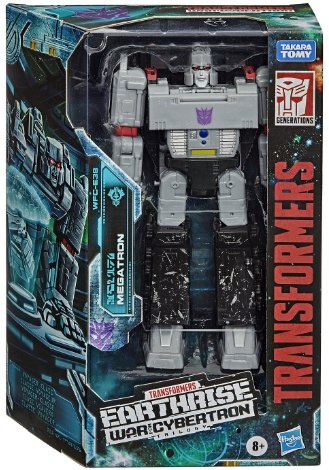 TAKARA
TOMY
GENERATIONS
TRANSFORMERS
WFC-E38
MEGATRON
TRANSFORMERS
EARTHRISE
WAR FOR CYBERTRON
TRILOGY
8+
Hasbro